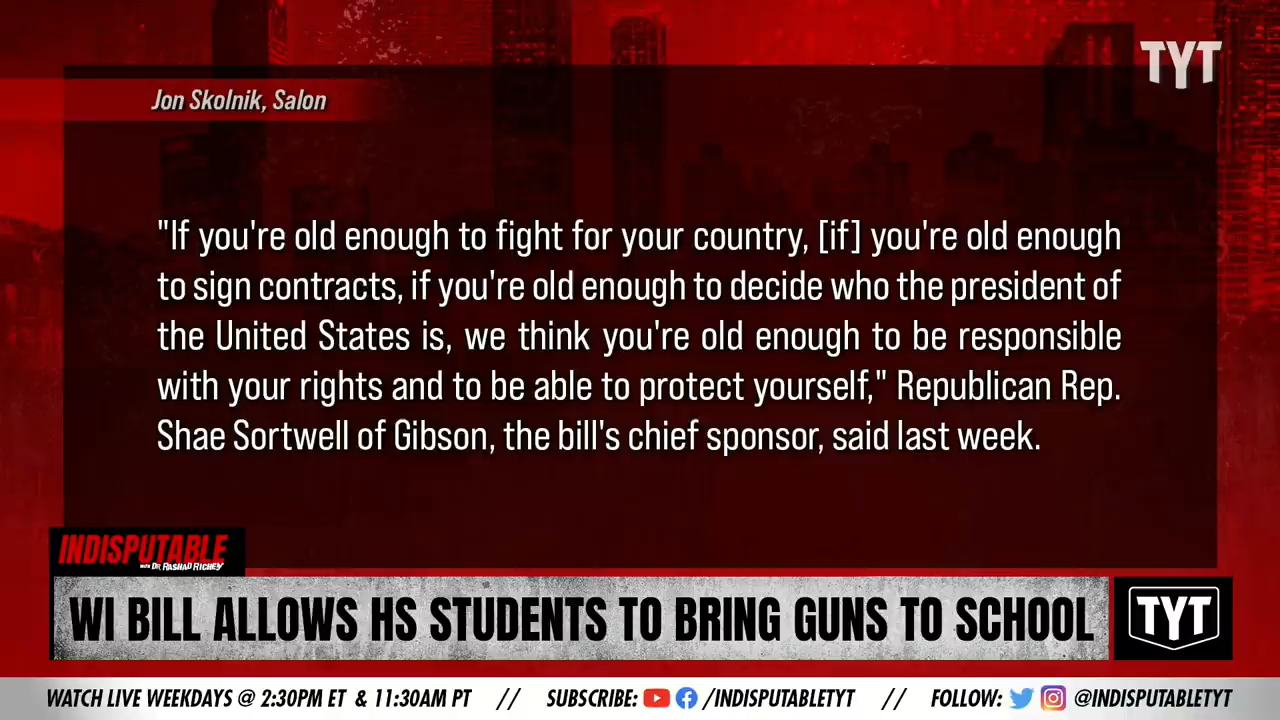 TYT
Jon Skolnik, Salon
"If you're old enough to fight for your country, [if] you're old enough
to sign contracts, if you're old enough to decide who the president of
the United States is, we think you're old enough to be responsible
with your rights and to be able to protect yourself," Republican Rep.
Shae Sortwell of Gibson, the bill's chief sponsor, said last week.
INDISPUTABLE
WITH DR. RASHAD RICHEY
WI BILL ALLOWS HS STUDENTS TO BRING GUNS TO SCHOOL
TYT
WATCH LIVE WEEKDAYS @ 2:30PM ET & 11:30AM PT // SUBSCRIBE: /INDISPUTABLETYT // FOLLOW: @INDISPUTABLETYT